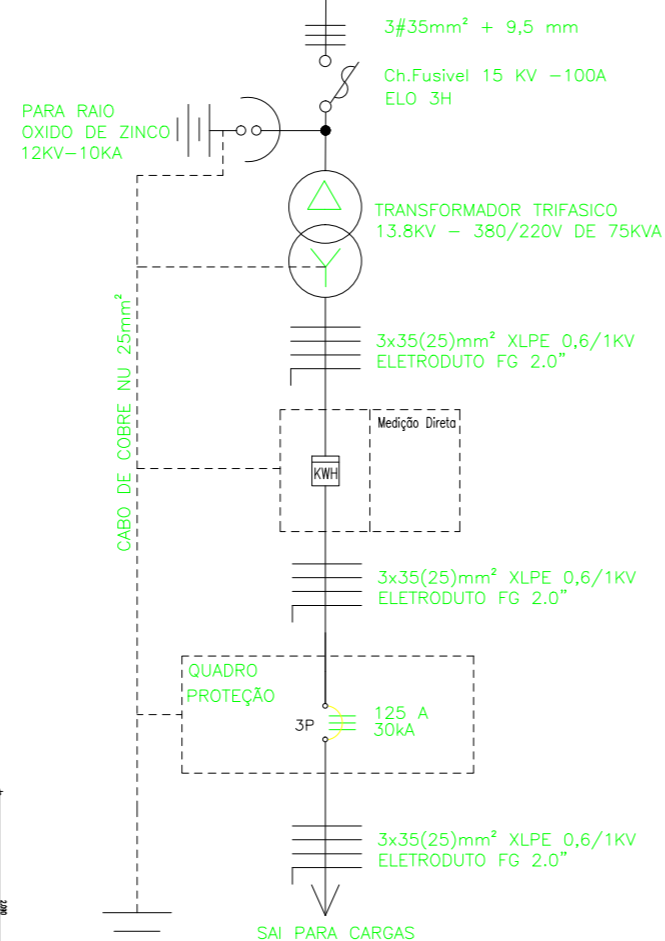 3#35mm² + 9,5 mm
Ch.Fusivel 15 KV -100A
ELO 3H
PARA RAIO
OXIDO DE ZINCO
12KV-10KA
TRANSFORMADOR TRIFASICO
13.8KV - 380/220V DE 75KVA
CABO DE COBRE NU 25mm²
3x35(25)mm² XLPE 0,6/1KV
ELETRODUTO FG 2.0"
Medição Direta
KWH
3x35(25)mm² XLPE 0,6/1KV
ELETRODUTO FG 2.0"
QUADRO
PROTEÇÃO
3P
125 A
30kA
3x35(25)mm² XLPE 0,6/1KV
ELETRODUTO FG 2.0"
SAI PARA CARGAS